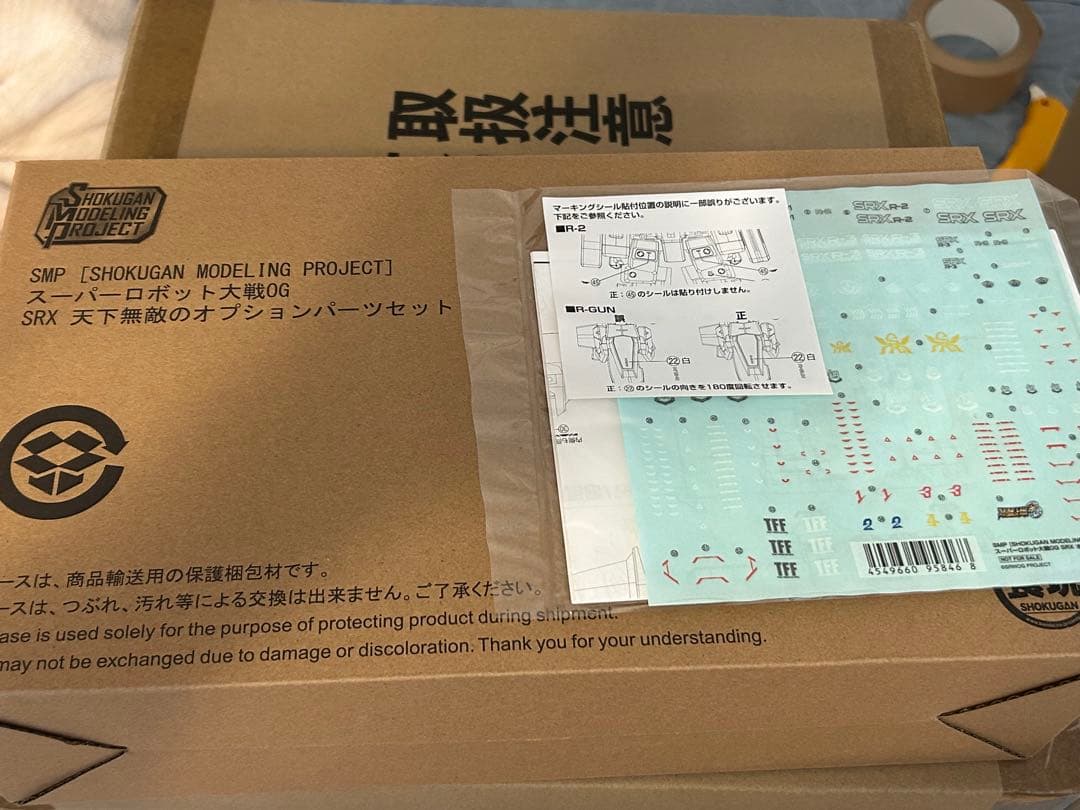 取扱注意
SHOKUGAN
MODELING
PROJECT
SMP [SHOKUGAN MODELING PROJECT]
スーパーロボット大戦OG
SRX 天下無敵のオプションパーツセット
ースは、商品輸送用の保護梱包材です。
ースは、つぶれ、汚れ等による交換は出来ません。ご了承ください。
ase is used solely for the purpose of protecting product during shipment.
may not be exchanged due to damage or discoloration. Thank you for your understanding.
マーキングシール貼付位置の説明に一部誤りがございます。
下記をご参照ください。
■R-2
㊺ ㊺
正:㊺のシールは貼り付けしません。
■R-GUN
誤 正
㉒白 ㉒白
正:㉒のシールの向きを180度回転させます。
R-2 SRX R-2 SRX SRX
SRX R-2
1 1 3 3
2 2 4 4
TFF TFF
TFF TFF
TFF TFF
4549660 95846 8
SMP [SHOKUGAN MODELIN
スーパーロボット大戦OG SRX
NOT FOR SALE
©SRWOG PROJECT
SHOKUGAN